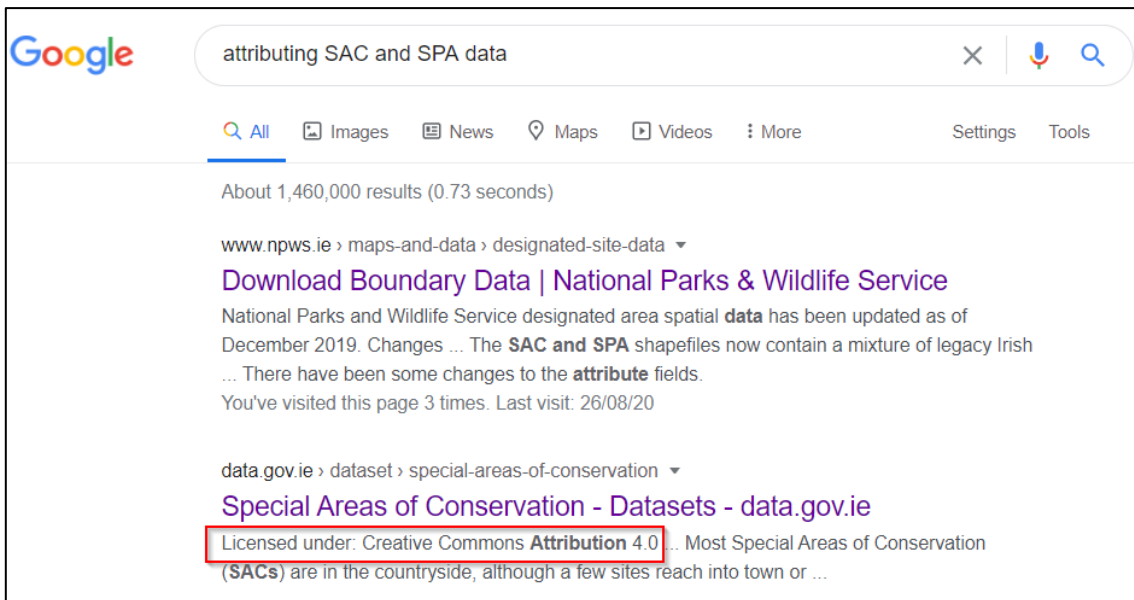 Google
attributing SAC and SPA data
All Images News Maps Videos More Settings Tools
About 1,460,000 results (0.73 seconds)
www.npws.ie › maps-and-data › designated-site-data
Download Boundary Data | National Parks & Wildlife Service
National Parks and Wildlife Service designated area spatial data has been updated as of
December 2019. Changes ... The SAC and SPA shapefiles now contain a mixture of legacy Irish
... There have been some changes to the attribute fields.
You've visited this page 3 times. Last visit: 26/08/20
data.gov.ie › dataset › special-areas-of-conservation
Special Areas of Conservation - Datasets - data.gov.ie
Licensed under: Creative Commons Attribution 4.0 ... Most Special Areas of Conservation
(SACs) are in the countryside, although a few sites reach into town or ...